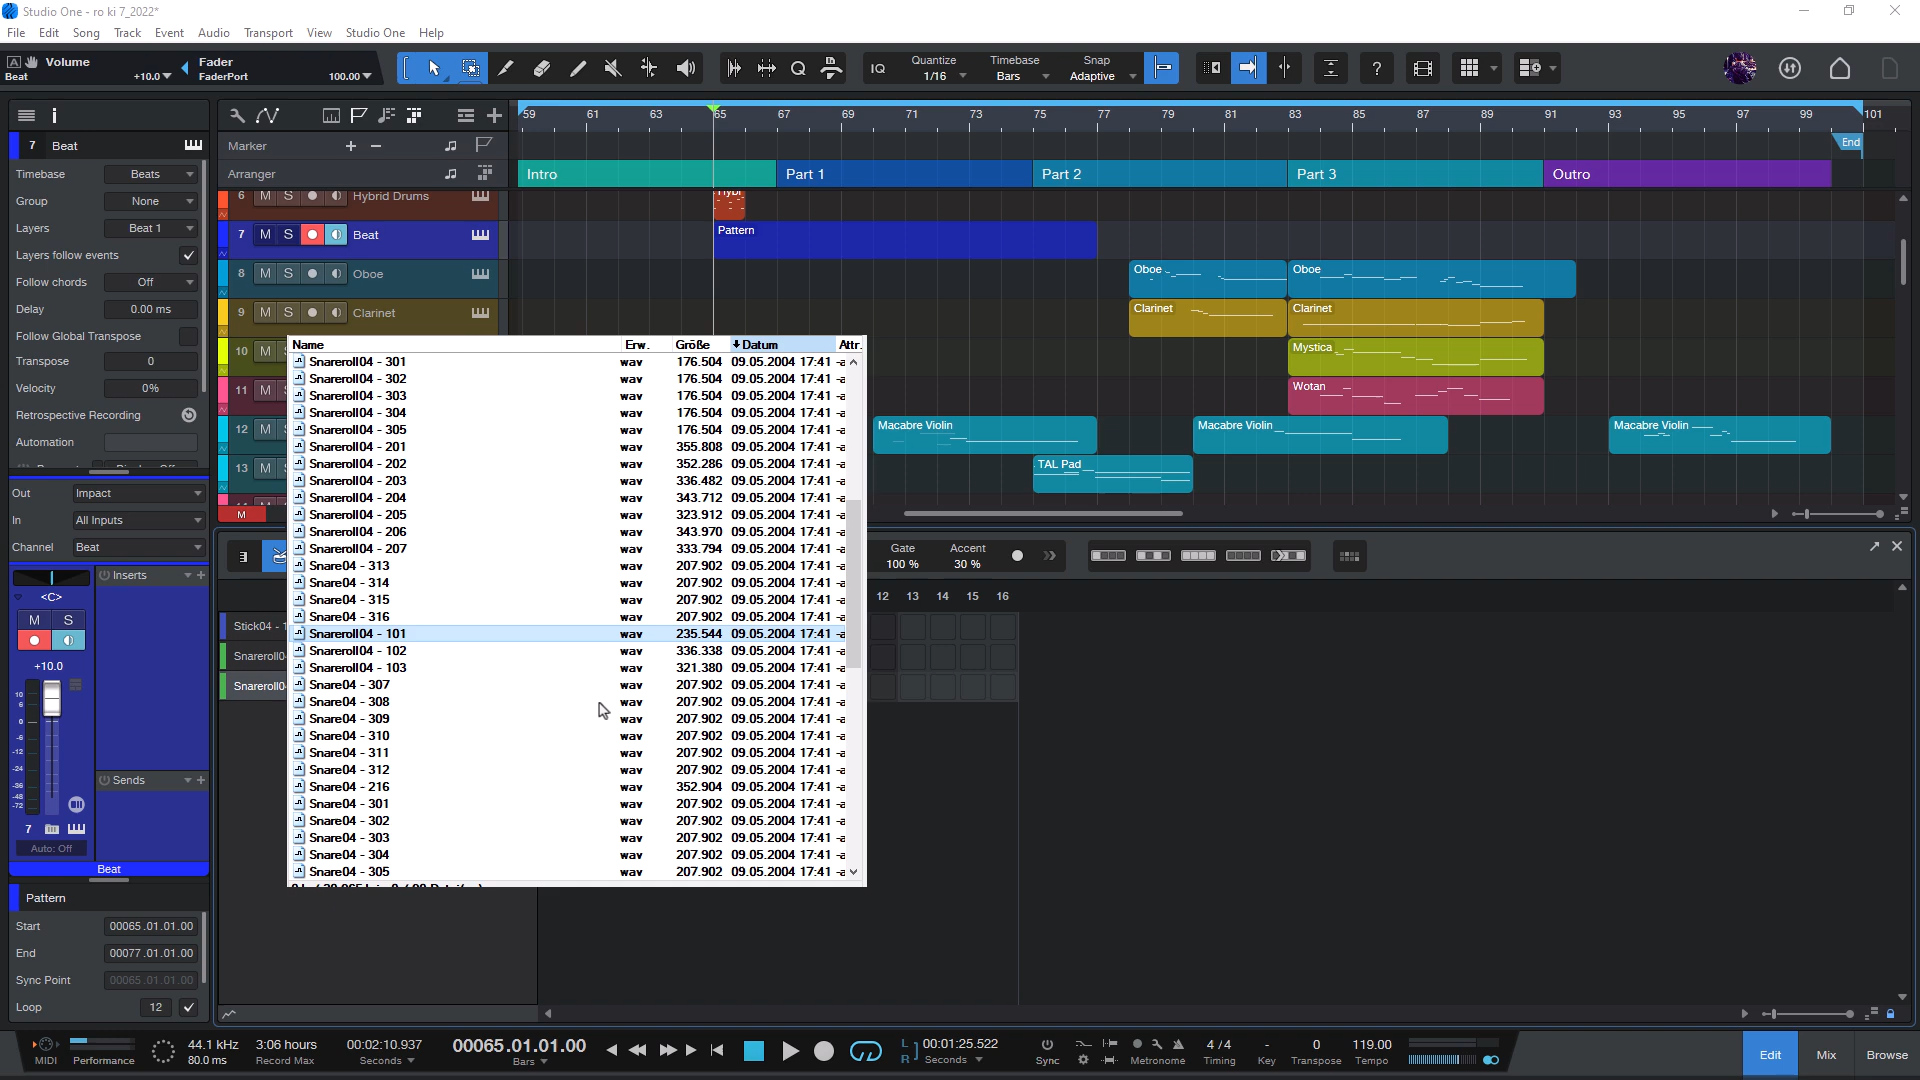 Studio One - ro ki 7_2022*
File Edit Song Track Event Audio Transport View Studio One Help
A Volume Fader
Beat +10.0 FaderPort 100.00
Quantize Timebase Snap
IQ 1/16 Bars Adaptive ?
59 61 63 65 67 69 71 73 75 77 79 81 83 85 87 89 91 93 95 97 99 101
7 Beat
Marker
End
Arranger
Intro Part 1 Part 2 Part 3 Outro
Timebase Beats
Group None
Layers Beat 1
Layers follow events
Follow chords Off
Delay 0.00 ms
Follow Global Transpose
Transpose 0
Velocity 0%
Retrospective Recording
Automation
6 M S Hybrid Drums
7 M S Beat
Pattern
8 M S Oboe
Oboe Oboe
9 M S Clarinet
Clarinet Clarinet
10 M
Mystica
11 M
Wotan
12 M
Macabre Violin Macabre Violin Macabre Violin
13 M
TAL Pad
M
Name Erw. Größe Datum Attr.
Snareroll04 - 301 wav 176.504 09.05.2004 17:41 -a
Snareroll04 - 302 wav 176.504 09.05.2004 17:41 -a
Snareroll04 - 303 wav 176.504 09.05.2004 17:41 -a
Snareroll04 - 304 wav 176.504 09.05.2004 17:41 -a
Snareroll04 - 305 wav 176.504 09.05.2004 17:41 -a
Snareroll04 - 201 wav 355.808 09.05.2004 17:41 -a
Snareroll04 - 202 wav 352.286 09.05.2004 17:41 -a
Snareroll04 - 203 wav 336.482 09.05.2004 17:41 -a
Snareroll04 - 204 wav 343.712 09.05.2004 17:41 -a
Snareroll04 - 205 wav 323.912 09.05.2004 17:41 -a
Snareroll04 - 206 wav 343.970 09.05.2004 17:41 -a
Snareroll04 - 207 wav 333.794 09.05.2004 17:41 -a
Snare04 - 313 wav 207.902 09.05.2004 17:41 -a
Snare04 - 314 wav 207.902 09.05.2004 17:41 -a
Snare04 - 315 wav 207.902 09.05.2004 17:41 -a
Snare04 - 316 wav 207.902 09.05.2004 17:41 -a
Snareroll04 - 101 wav 235.544 09.05.2004 17:41 -a
Snareroll04 - 102 wav 336.338 09.05.2004 17:41 -a
Snareroll04 - 103 wav 321.380 09.05.2004 17:41 -a
Snare04 - 307 wav 207.902 09.05.2004 17:41 -a
Snare04 - 308 wav 207.902 09.05.2004 17:41 -a
Snare04 - 309 wav 207.902 09.05.2004 17:41 -a
Snare04 - 310 wav 207.902 09.05.2004 17:41 -a
Snare04 - 311 wav 207.902 09.05.2004 17:41 -a
Snare04 - 312 wav 207.902 09.05.2004 17:41 -a
Snare04 - 216 wav 352.904 09.05.2004 17:41 -a
Snare04 - 301 wav 207.902 09.05.2004 17:41 -a
Snare04 - 302 wav 207.902 09.05.2004 17:41 -a
Snare04 - 303 wav 207.902 09.05.2004 17:41 -a
Snare04 - 304 wav 207.902 09.05.2004 17:41 -a
Snare04 - 305 wav 207.902 09.05.2004 17:41 -a
Gate Accent
100 % 30 %
12 13 14 15 16
Stick04 - 1
Snareroll0
Snareroll0
Out Impact
In All Inputs
Channel Beat
Inserts
<C>
M S
+10.0
10
6
0
-6
-12
-24
-36
-48
-72
Sends
7
Auto: Off
Beat
Pattern
Start 00065.01.01.00
End 00077.01.01.00
Sync Point 00065.01.01.00
Loop 12
MIDI Performance
44.1 kHz 3:06 hours 00:02:10.937 00065.01.01.00
80.0 ms Record Max Seconds Bars
L 00:01:25.522
R Seconds
Sync Metronome
4 / 4 - 0 119.00
Timing Key Transpose Tempo
Edit Mix Browse